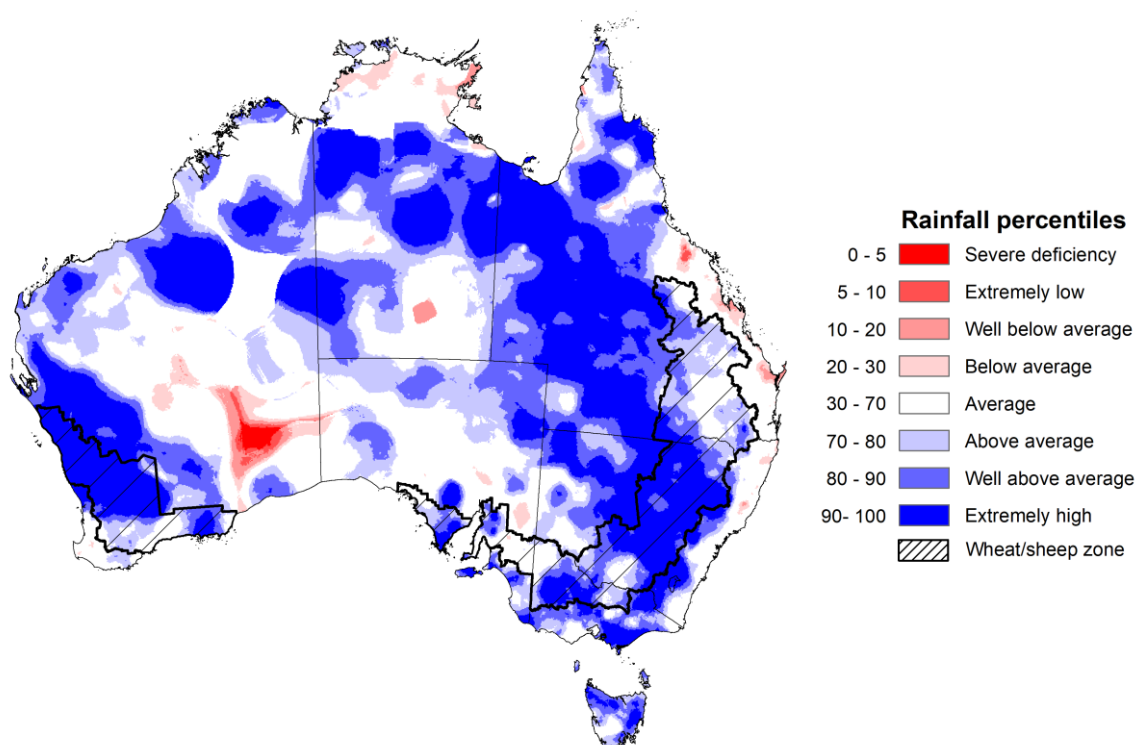 Rainfall percentiles
0 - 5 Severe deficiency
5 - 10 Extremely low
10 - 20 Well below average
20 - 30 Below average
30 - 70 Average
70 - 80 Above average
80 - 90 Well above average
90- 100 Extremely high
Wheat/sheep zone